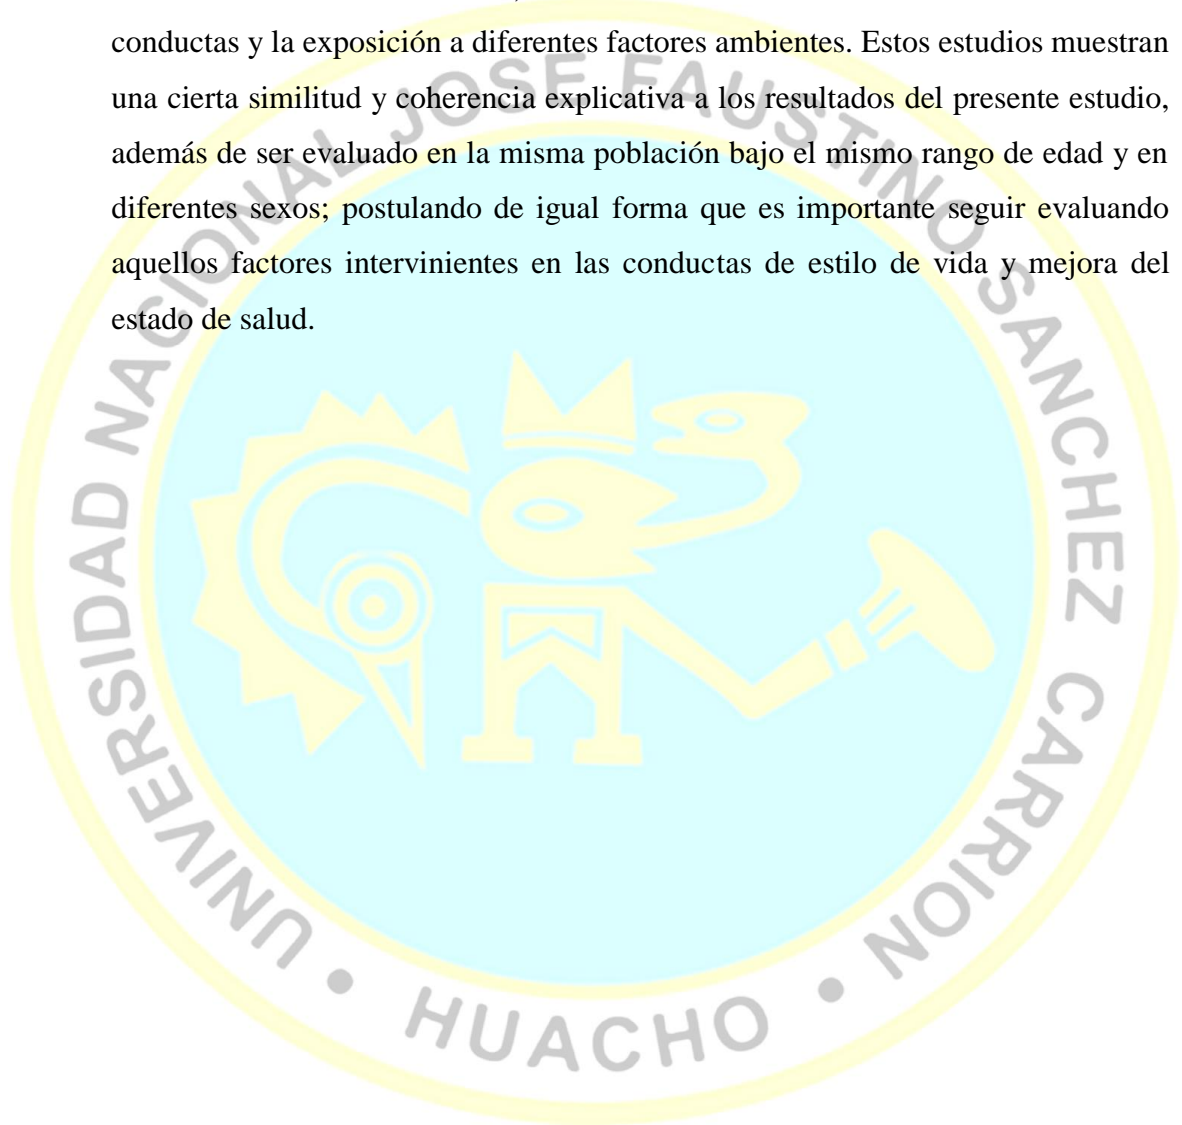 conductas y la exposición a diferentes factores ambientes. Estos estudios muestran
una cierta similitud y coherencia explicativa a los resultados del presente estudio,
además de ser evaluado en la misma población bajo el mismo rango de edad y en
diferentes sexos; postulando de igual forma que es importante seguir evaluando
aquellos factores intervinientes en las conductas de estilo de vida y mejora del
estado de salud.
UNIVERSIDAD NACIONAL JOSE FAUSTINO SANCHEZ CARRION
• HUACHO •